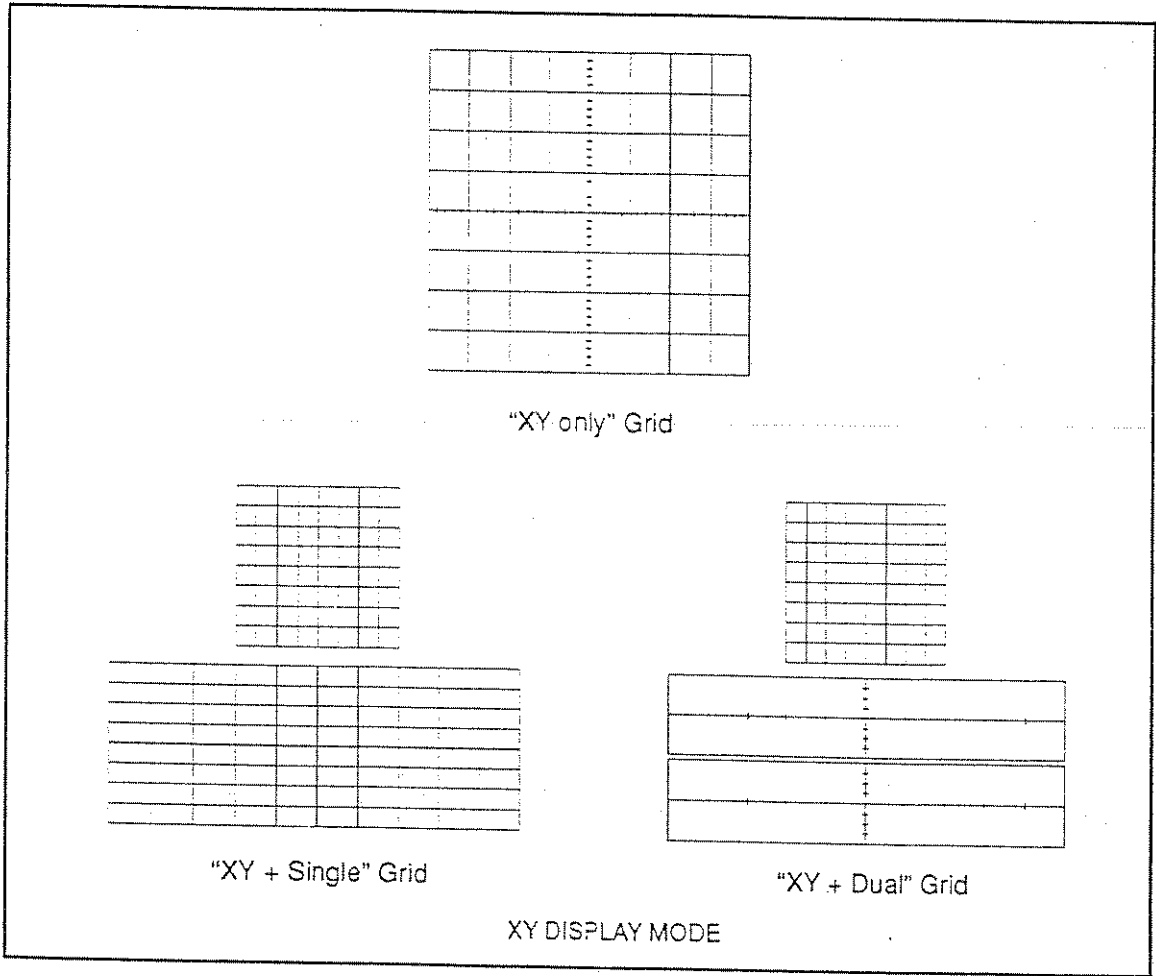 "XY only" Grid
"XY + Single" Grid
"XY + Dual" Grid
XY DISPLAY MODE